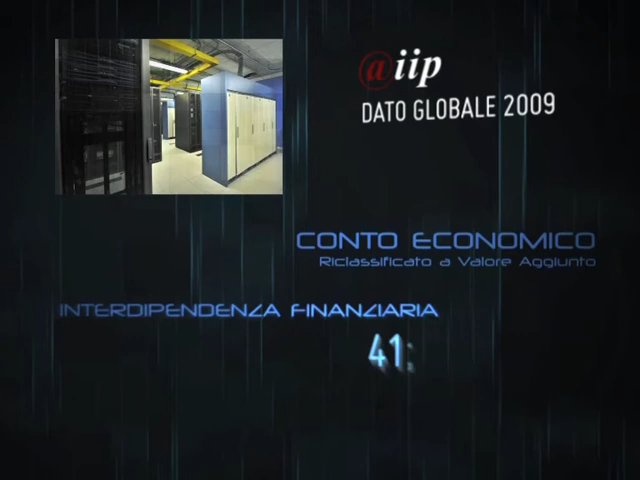 @iip
DATO GLOBALE 2009
CONTO ECONOMICO
Riclassificato a Valore Aggiunto
INTERDIPENDENZA FINANZIARIA
41